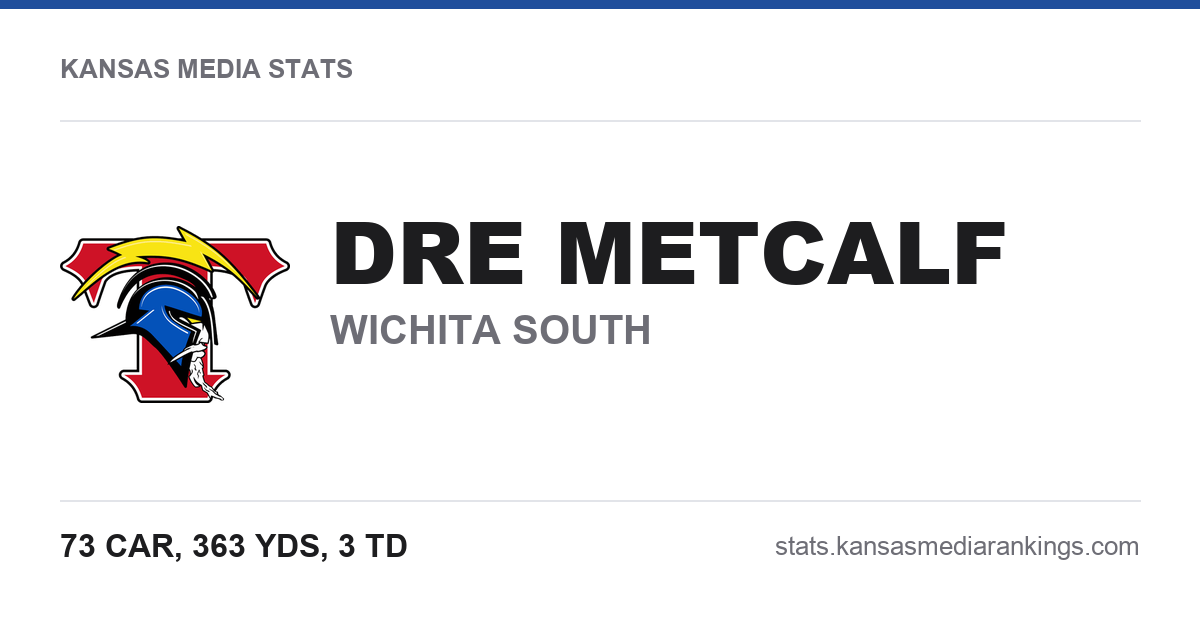 KANSAS MEDIA STATS
DRE METCALF
WICHITA SOUTH
73 CAR, 363 YDS, 3 TD
stats.kansasmediarankings.com